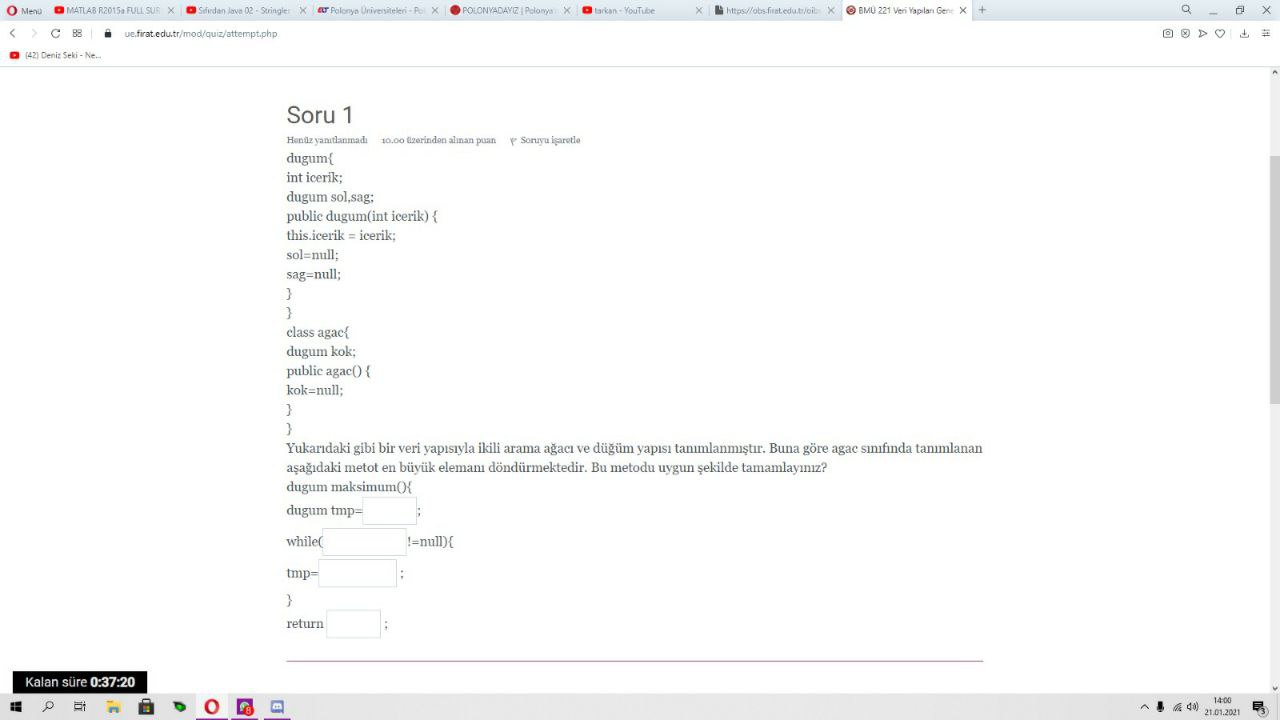 Menü
MATLAB R2015a FULL SUR
Sıfırdan Java 02 - Stringler
Polonya Üniversiteleri - Pol
POLONYADAYIZ | Polonya'
tarkan - YouTube
https://obs.firat.edu.tr/oibs
BMÜ 221 Veri Yapıları Gene
ue.firat.edu.tr/mod/quiz/attempt.php
(42) Deniz Seki - Ne...
Soru 1
Henüz yanıtlanmadı 10.00 üzerinden alınan puan Soruyu işaretle
dugum{
int icerik;
dugum sol,sag;
public dugum(int icerik) {
this.icerik = icerik;
sol=null;
sag=null;
}
}
class agac{
dugum kok;
public agac() {
kok=null;
}
}
Yukarıdaki gibi bir veri yapısıyla ikili arama ağacı ve düğüm yapısı tanımlanmıştır. Buna göre agac sınıfında tanımlanan
aşağıdaki metot en büyük elemanı döndürmektedir. Bu metodu uygun şekilde tamamlayınız?
dugum maksimum(){
dugum tmp= ;
while( !=null){
tmp= ;
}
return ;
Kalan süre 0:37:20
8
14:00
21.01.2021
3